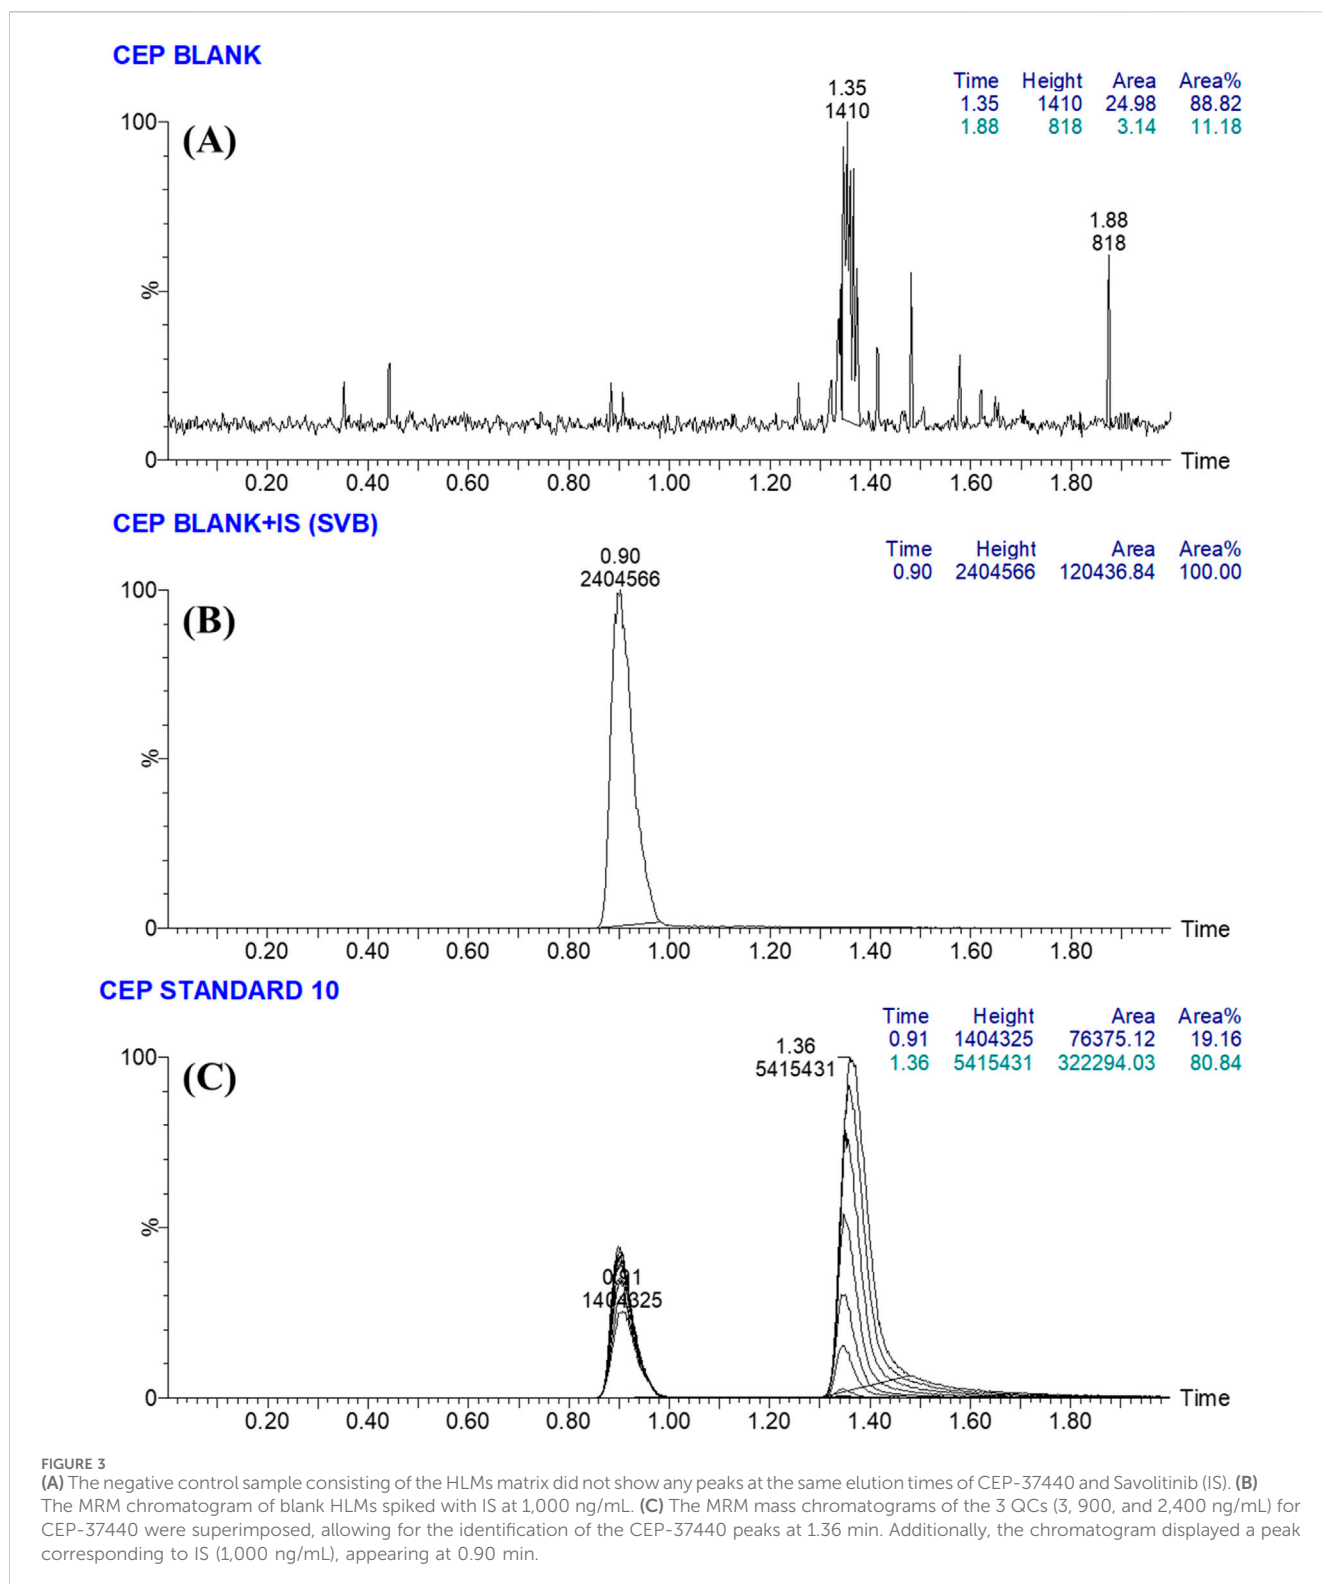 CEP BLANK
Time Height Area Area%
1.35 1410 24.98 88.82
1.88 818 3.14 11.18
(A)
1.35
1410
1.88
818
100
%
0
0.20 0.40 0.60 0.80 1.00 1.20 1.40 1.60 1.80
Time
CEP BLANK+IS (SVB)
Time Height Area Area%
0.90 2404566 120436.84 100.00
(B)
0.90
2404566
100
%
0
0.20 0.40 0.60 0.80 1.00 1.20 1.40 1.60 1.80
Time
CEP STANDARD 10
Time Height Area Area%
0.91 1404325 76375.12 19.16
1.36 5415431 322294.03 80.84
(C)
1.36
5415431
0.91
1404325
100
%
0
0.20 0.40 0.60 0.80 1.00 1.20 1.40 1.60 1.80
Time
FIGURE 3
(A) The negative control sample consisting of the HLMs matrix did not show any peaks at the same elution times of CEP-37440 and Savolitinib (IS). (B)
The MRM chromatogram of blank HLMs spiked with IS at 1,000 ng/mL. (C) The MRM mass chromatograms of the 3 QCs (3, 900, and 2,400 ng/mL) for
CEP-37440 were superimposed, allowing for the identification of the CEP-37440 peaks at 1.36 min. Additionally, the chromatogram displayed a peak
corresponding to IS (1,000 ng/mL), appearing at 0.90 min.